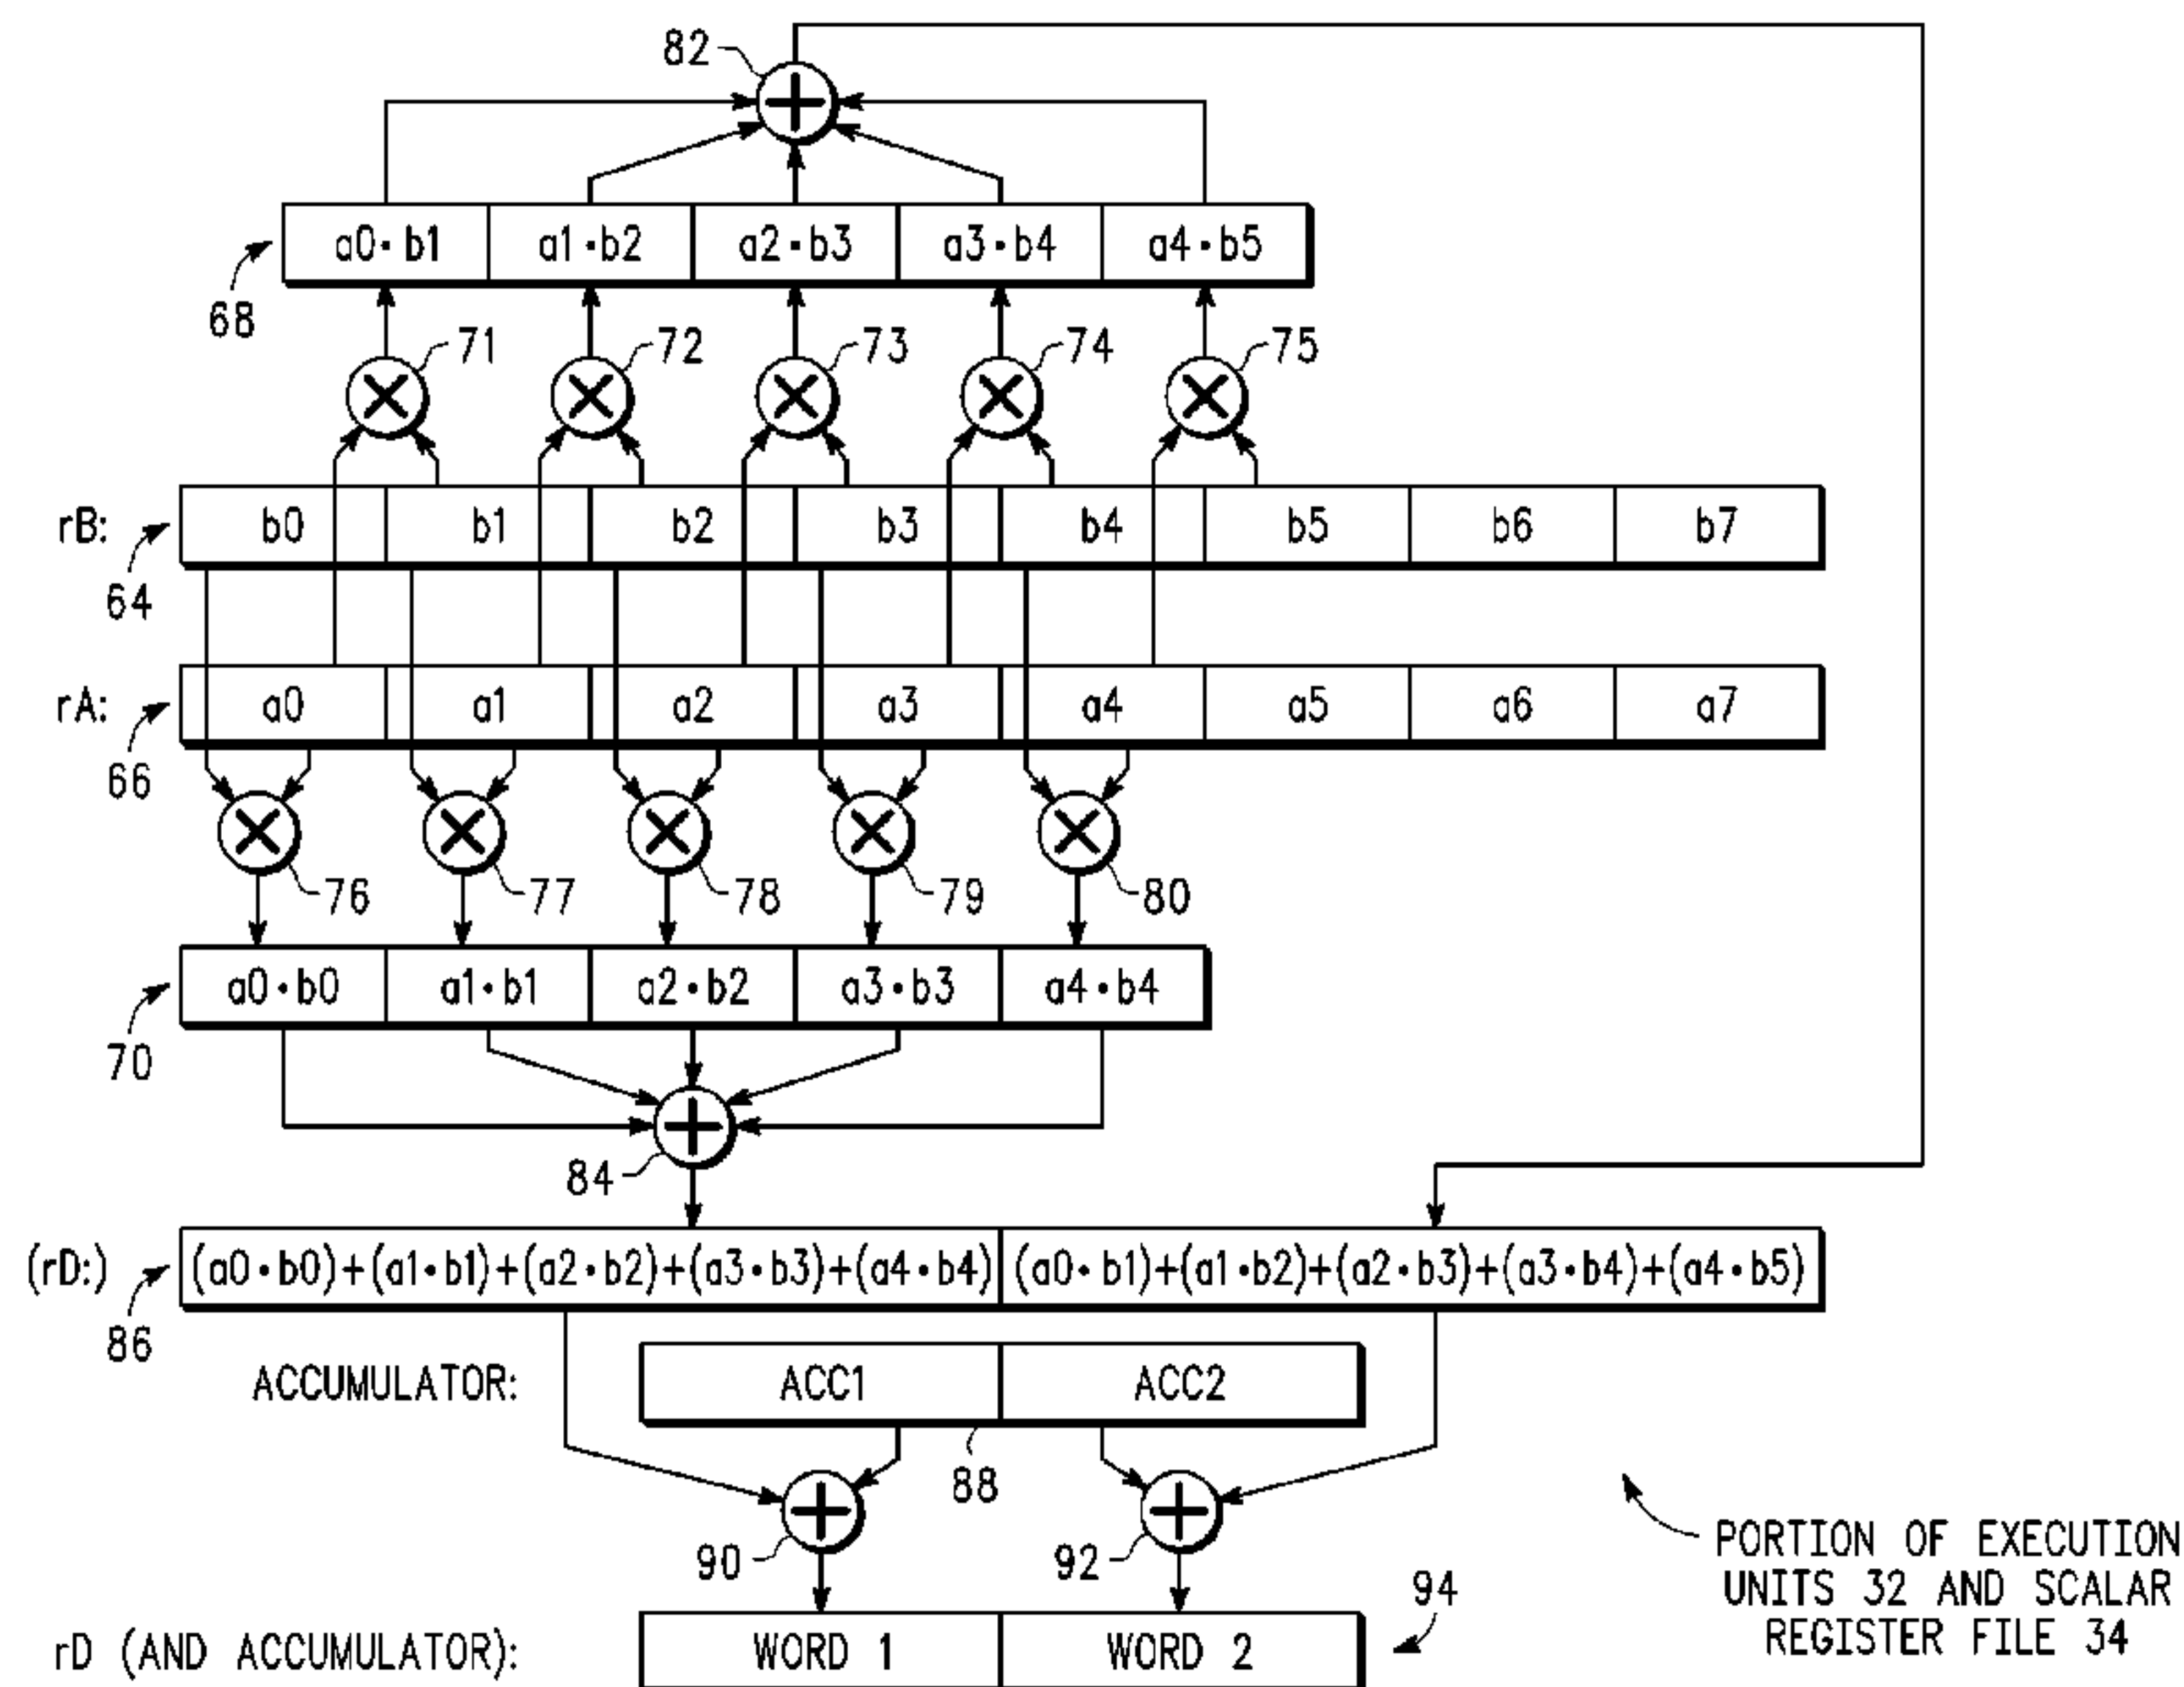 82
a0·b1 a1·b2 a2·b3 a3·b4 a4·b5
68
71 72 73 74 75
rB: b0 b1 b2 b3 b4 b5 b6 b7
64
rA: a0 a1 a2 a3 a4 a5 a6 a7
66
76 77 78 79 80
a0·b0 a1·b1 a2·b2 a3·b3 a4·b4
70
84
(rD:) (a0·b0)+(a1·b1)+(a2·b2)+(a3·b3)+(a4·b4) (a0·b1)+(a1·b2)+(a2·b3)+(a3·b4)+(a4·b5)
86
ACCUMULATOR: ACC1 ACC2
88
90 92
PORTION OF EXECUTION
UNITS 32 AND SCALAR
REGISTER FILE 34
94
rD (AND ACCUMULATOR): WORD 1 WORD 2